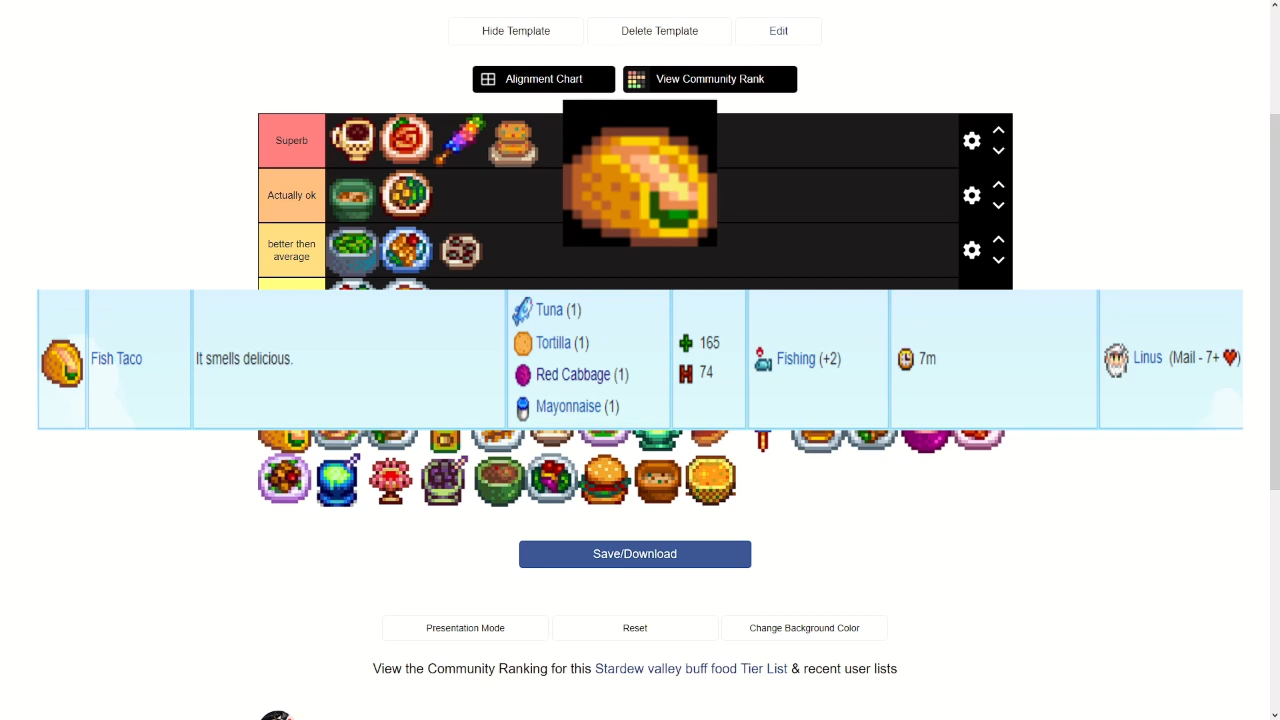 Hide Template
Delete Template
Edit
Alignment Chart
View Community Rank
Superb
Actually ok
better then
average
Fish Taco
It smells delicious.
Tuna (1)
Tortilla (1)
Red Cabbage (1)
Mayonnaise (1)
165
74
Fishing (+2)
7m
Linus (Mail - 7+ )
Save/Download
Presentation Mode
Reset
Change Background Color
View the Community Ranking for this Stardew valley buff food Tier List & recent user lists